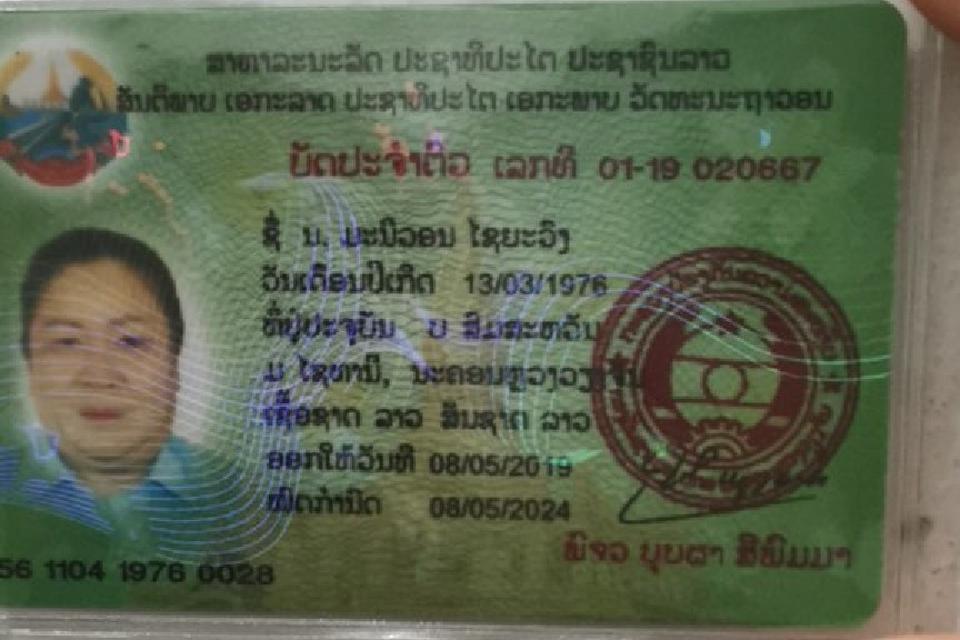 ສາທາລະນະລັດ ປະຊາທິປະໄຕ ປະຊາຊົນລາວ
ສັນຕິພາບ ເອກະລາດ ປະຊາທິປະໄຕ ເອກະພາບ ວັດທະນະຖາວອນ
ບັດປະຈຳຕົວ ເລກທີ 01-19 020667
ຊື່ ນ. ມະນີວອນ ໄຊຍະວົງ
ວັນເດືອນປີເກີດ 13/03/1976
ທີ່ຢູ່ປະຈຸບັນ ບ ສີມສະຫວັນ
ມ ໄຊທານີ, ນະຄອນຫຼວງວຽງຈັນ
ເຊື້ອຊາດ ລາວ ສັນຊາດ ລາວ
ອອກໃຫ້ວັນທີ 08/05/2019
ໝົດກຳນົດ 08/05/2024
ພົຈວ ບຸບຜາ ສີພົມມາ
56 1104 1976 0028